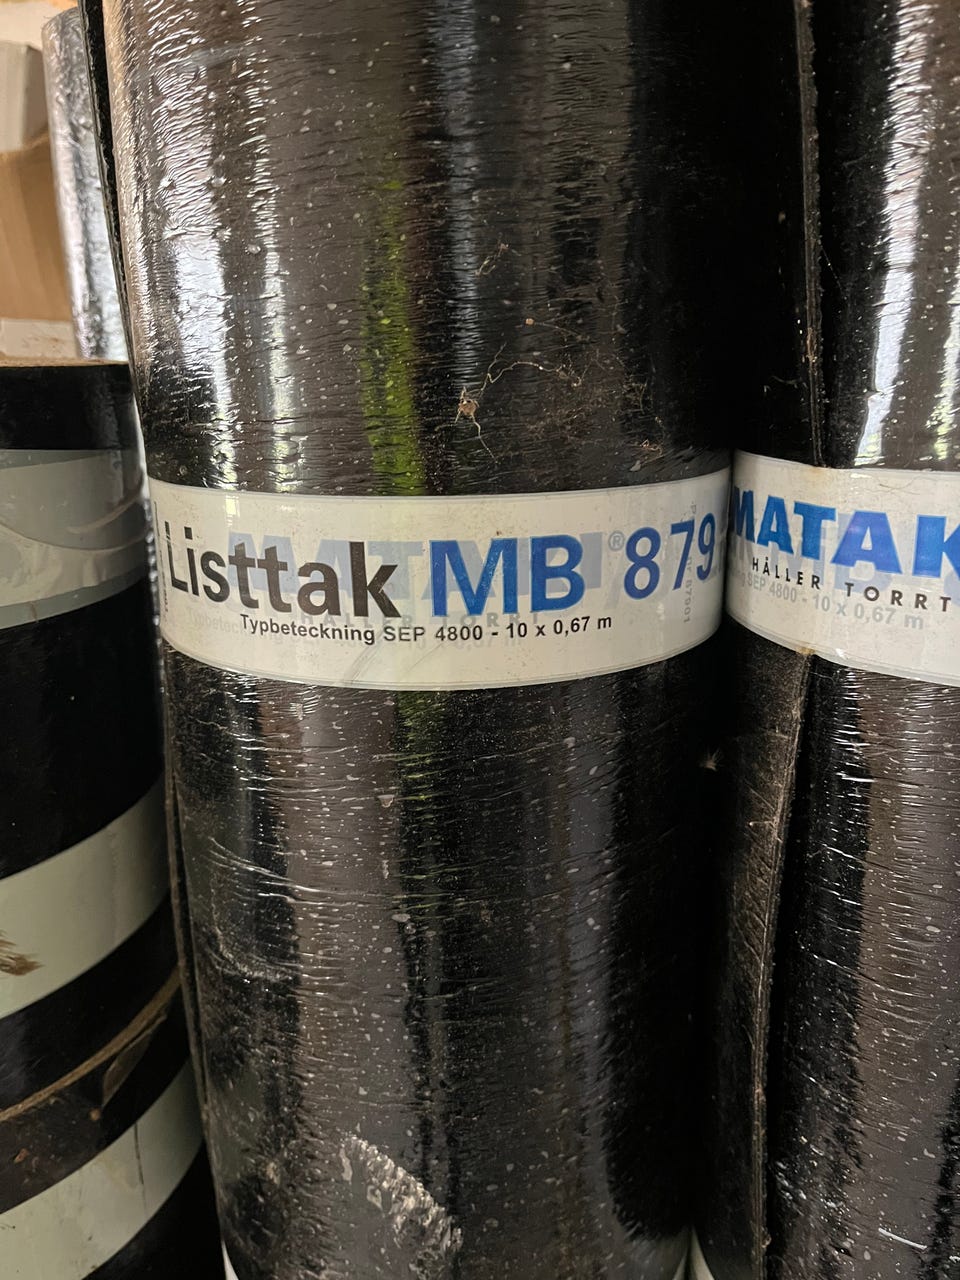 Listtak MB 879
Typbeteckning SEP 4800 - 10 x 0,67 m
MATAK
HÅLLER TORRT
SEP 4800 - 10 x 0,67 m